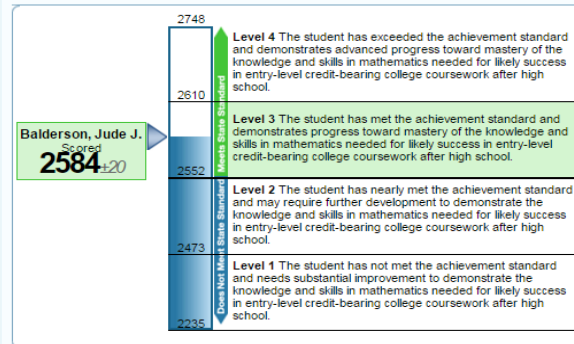 2748
Level 4 The student has exceeded the achievement standard
and demonstrates advanced progress toward mastery of the
knowledge and skills in mathematics needed for likely success
in entry-level credit-bearing college coursework after high
school.
2610
Level 3 The student has met the achievement standard and
demonstrates progress toward mastery of the knowledge and
skills in mathematics needed for likely success in entry-level
credit-bearing college coursework after high school.
Balderson, Jude J.
Scored
2584±20
2552
Level 2 The student has nearly met the achievement standard
and may require further development to demonstrate the
knowledge and skills in mathematics needed for likely success
in entry-level credit-bearing college coursework after high
school.
2473
Level 1 The student has not met the achievement standard
and needs substantial improvement to demonstrate the
knowledge and skills in mathematics needed for likely success
in entry-level credit-bearing college coursework after high
school.
2235
Meets State Standard
Does Not Meet State Standard